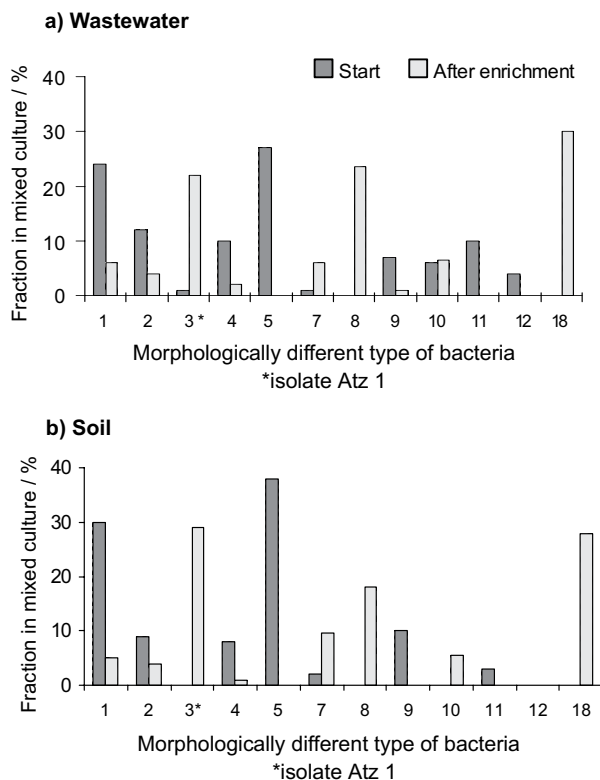 a) Wastewater
Start
After enrichment
40
30
20
10
0
Fraction in mixed culture / %
1 2 3 * 4 5 7 8 9 10 11 12 18
Morphologically different type of bacteria
*isolate Atz 1
b) Soil
40
30
20
10
0
Fraction in mixed culture / %
1 2 3* 4 5 7 8 9 10 11 12 18
Morphologically different type of bacteria
*isolate Atz 1